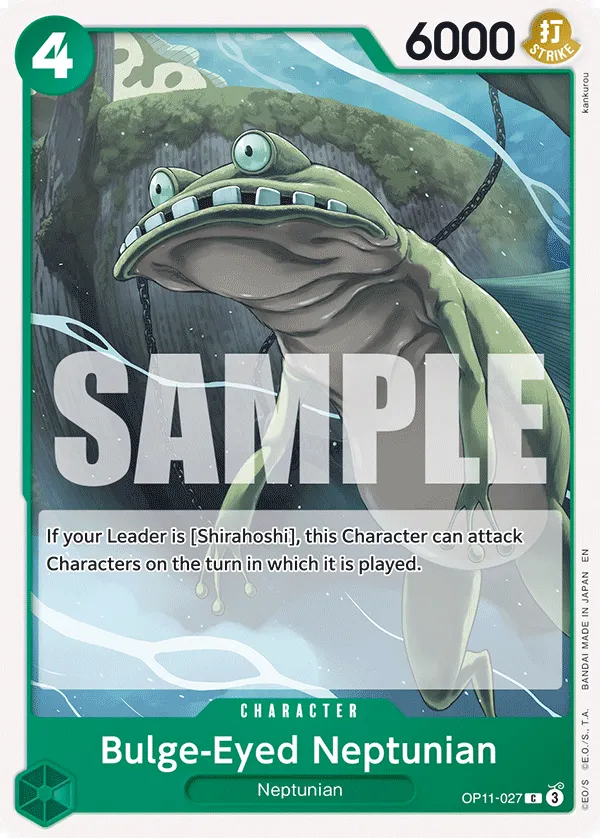 4
6000
打
STRIKE
kankurou
SAMPLE
If your Leader is [Shirahoshi], this Character can attack
Characters on the turn in which it is played.
CHARACTER
Bulge-Eyed Neptunian
Neptunian
OP11-027 C 3
©EO/S ©E.O./S., T.A. BANDAI MADE IN JAPAN EN